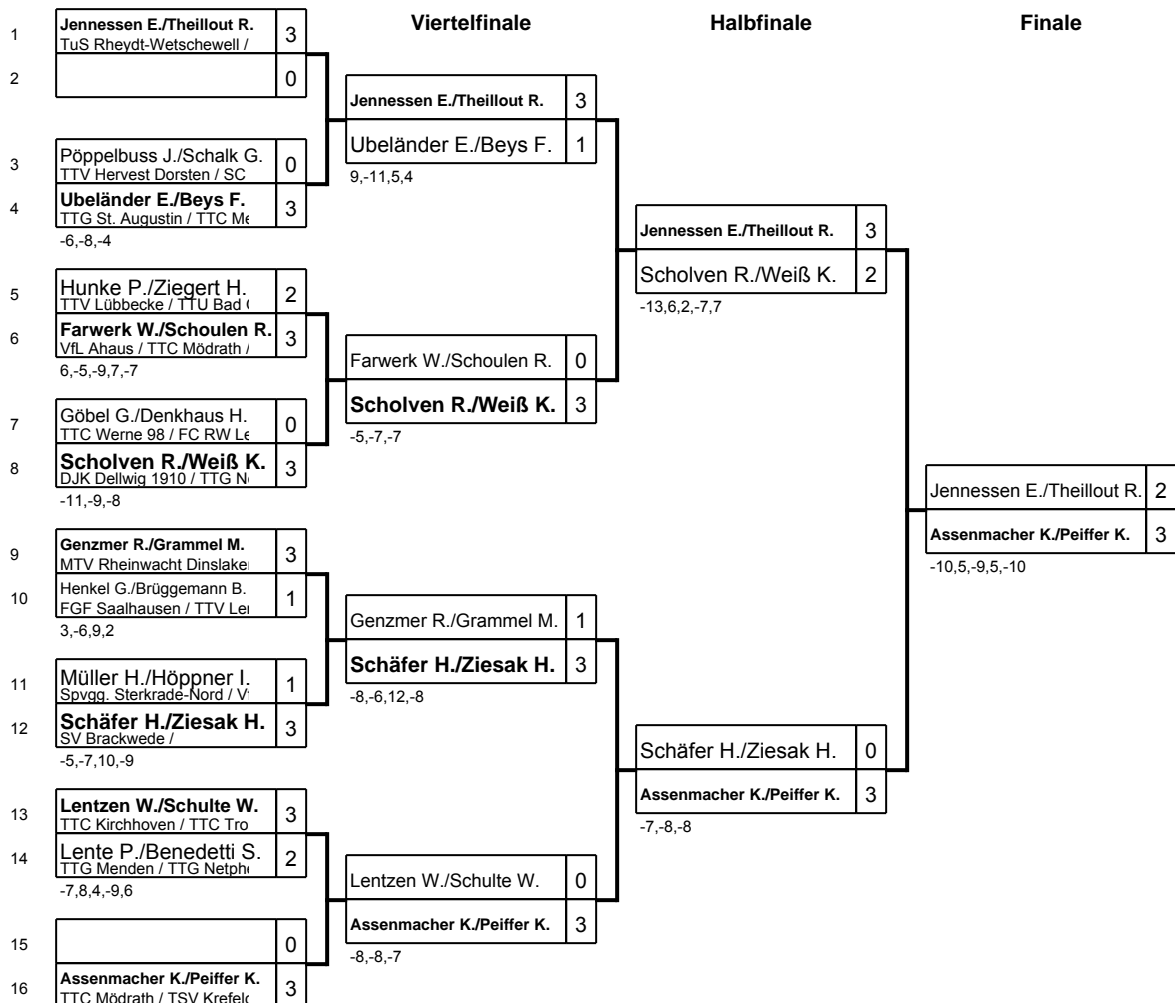 Viertelfinale
Halbfinale
Finale
1
Jennessen E./Theillout R. 3
TuS Rheydt-Wetschewell /
2
0
3
Pöppelbuss J./Schalk G. 0
TTV Hervest Dorsten / SC
4
Ubeländer E./Beys F. 3
TTG St. Augustin / TTC
-6,-8,-4
5
Hunke P./Ziegert H. 2
TTV Lübbecke / TTU Bad
6
Farwerk W./Schoulen R. 3
VfL Ahaus / TTC Mödrath /
6,-5,-9,7,-7
7
Göbel G./Denkhaus H. 0
TTC Werne 98 / FC RW
8
Scholven R./Weiß K. 3
DJK Dellwig 1910 / TTG
-11,-9,-8
9
Genzmer R./Grammel M. 3
MTV Rheinwacht Dinslake
10
Henkel G./Brüggemann B. 1
FGF Saalhausen / TTV
3,-6,9,2
11
Müller H./Höppner I. 1
Spvgg. Sterkrade-Nord /
12
Schäfer H./Ziesak H. 3
SV Brackwede /
-5,-7,10,-9
13
Lentzen W./Schulte W. 3
TTC Kirchhoven / TTC Tro
14
Lente P./Benedetti S. 2
TTG Menden / TTG
-7,8,4,-9,6
15
0
16
Assenmacher K./Peiffer K. 3
TTC Mödrath / TSV
Jennessen E./Theillout R. 3
Ubeländer E./Beys F. 1
9,-11,5,4
Farwerk W./Schoulen R. 0
Scholven R./Weiß K. 3
-5,-7,-7
Genzmer R./Grammel M. 1
Schäfer H./Ziesak H. 3
-8,-6,12,-8
Lentzen W./Schulte W. 0
Assenmacher K./Peiffer K. 3
-8,-8,-7
Jennessen E./Theillout R. 3
Scholven R./Weiß K. 2
-13,6,2,-7,7
Schäfer H./Ziesak H. 0
Assenmacher K./Peiffer K. 3
-7,-8,-8
Jennessen E./Theillout R. 2
Assenmacher K./Peiffer K. 3
-10,5,-9,5,-10